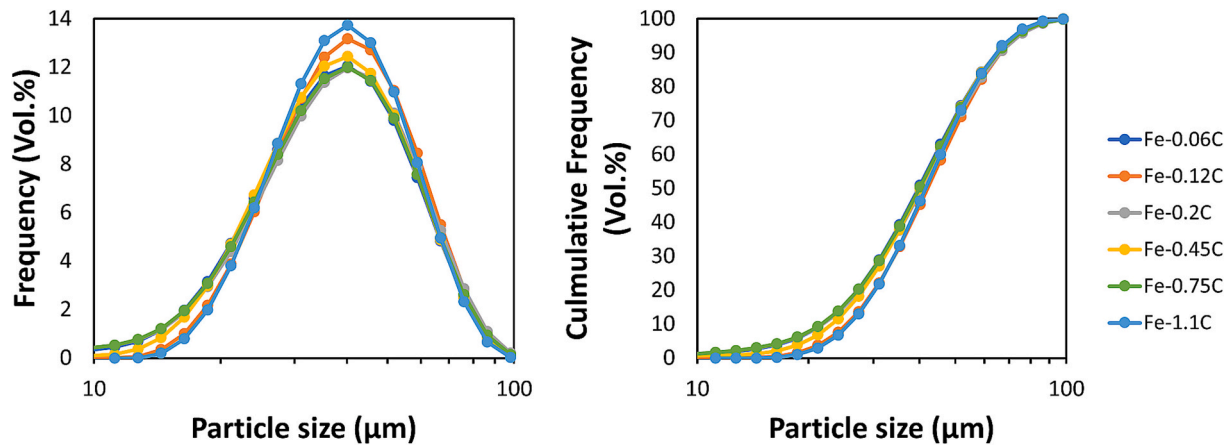 Frequency (Vol.%)
14
12
10
8
6
4
2
0
10
100
Particle size (µm)
Culmulative Frequency
(Vol.%)
100
90
80
70
60
50
40
30
20
10
0
10
100
Particle size (µm)
Fe-0.06C
Fe-0.12C
Fe-0.2C
Fe-0.45C
Fe-0.75C
Fe-1.1C